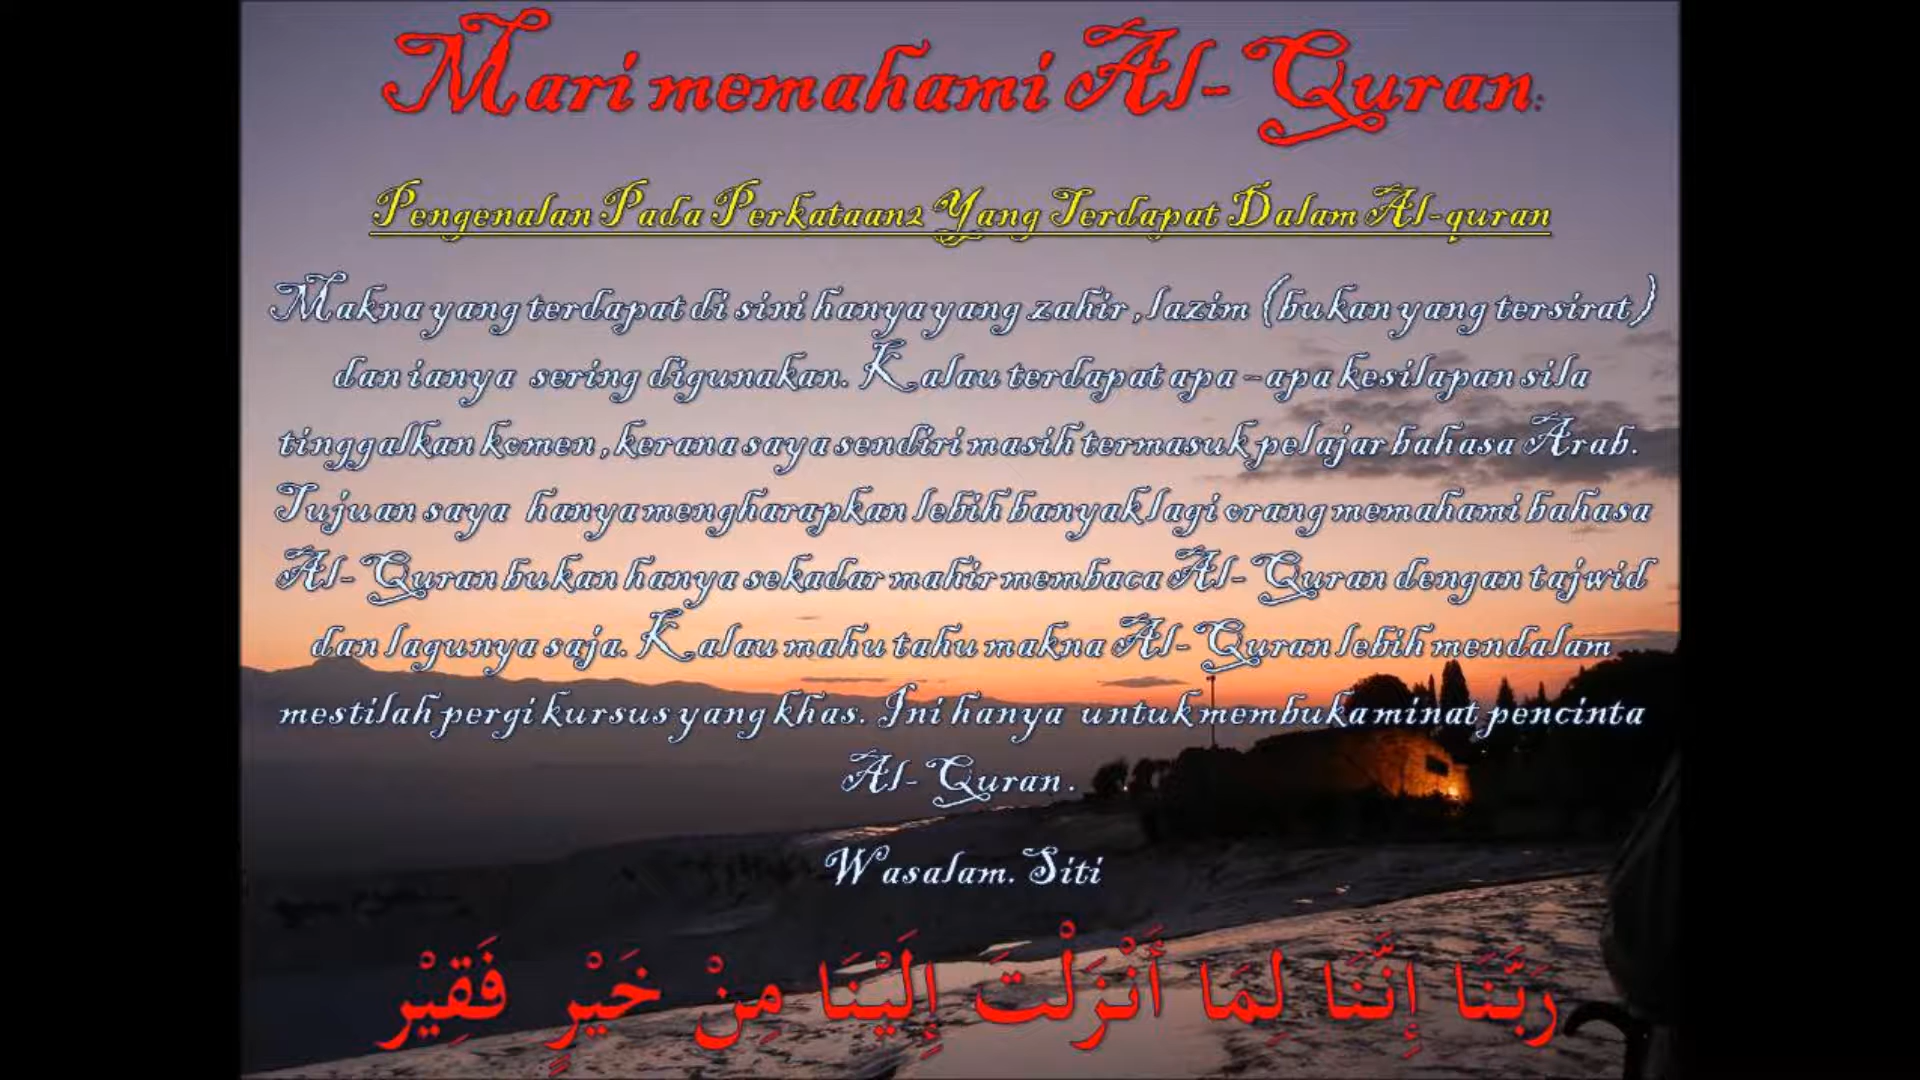 Mari memahami Al-Quran:
Pengenalan Pada Perkataan2 Yang Terdapat Dalam Al-quran
Makna yang terdapat di sini hanya yang zahir, lazim (bukan yang tersirat)
dan ianya sering digunakan. Kalau terdapat apa-apa kesilapan sila
tinggalkan komen, kerana saya sendiri masih termasuk pelajar bahasa Arab.
Tujuan saya hanya mengharapkan lebih banyak lagi orang memahami bahasa
Al-Quran bukan hanya sekadar mahir membaca Al-Quran dengan tajwid
dan lagunya saja. Kalau mahu tahu makna Al-Quran lebih mendalam
mestilah pergi kursus yang khas. Ini hanya untuk membuka minat pencinta
Al-Quran.
Wasalam. Siti
رَبَّنَا إِنَّنَا لِمَا أَنْزَلْتَ إِلَيْنَا مِنْ خَيْرٍ فَقِيْر